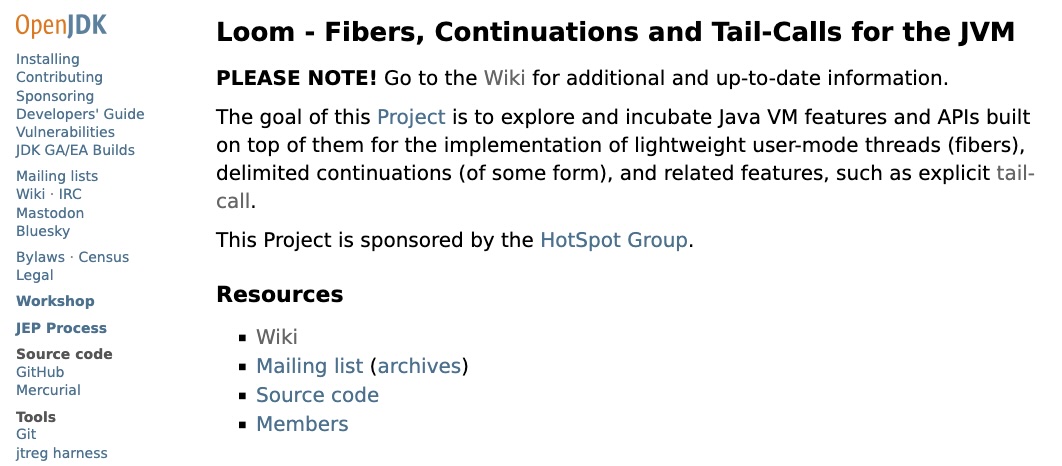 OpenJDK
Installing
Contributing
Sponsoring
Developers' Guide
Vulnerabilities
JDK GA/EA Builds
Mailing lists
Wiki · IRC
Mastodon
Bluesky
Bylaws · Census
Legal
Workshop
JEP Process
Source code
GitHub
Mercurial
Tools
Git
jtreg harness
Loom - Fibers, Continuations and Tail-Calls for the JVM
PLEASE NOTE! Go to the Wiki for additional and up-to-date information.
The goal of this Project is to explore and incubate Java VM features and APIs built
on top of them for the implementation of lightweight user-mode threads (fibers),
delimited continuations (of some form), and related features, such as explicit tail-
call.
This Project is sponsored by the HotSpot Group.
Resources
▪ Wiki
▪ Mailing list (archives)
▪ Source code
▪ Members